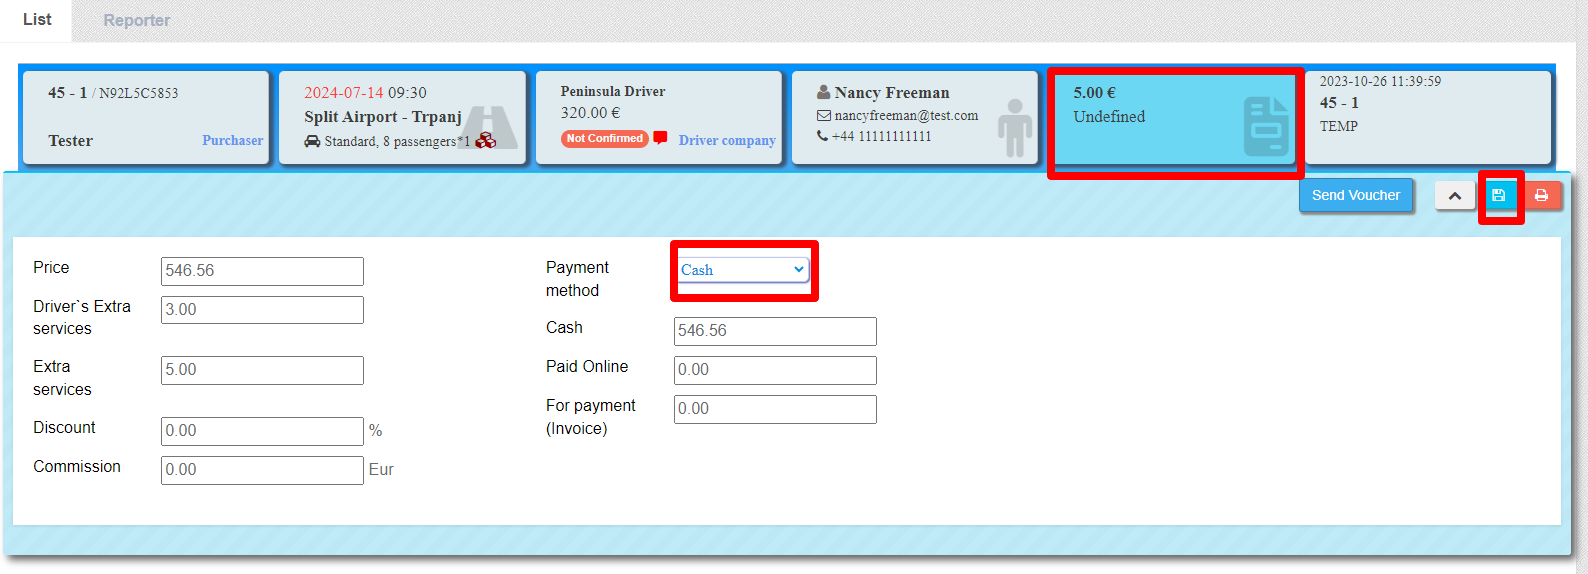 List
Reporter
45 - 1 / N92L5C5853
Tester
Purchaser
2024-07-14 09:30
Split Airport - Trpanj
Standard, 8 passengers*1
Peninsula Driver
320.00 €
Not Confirmed
Driver company
Nancy Freeman
nancyfreeman@test.com
+44 11111111111
5.00 €
Undefined
2023-10-26 11:39:59
45 - 1
TEMP
Send Voucher
Price
546.56
Driver`s Extra
services
3.00
Extra
services
5.00
Discount
0.00
%
Commission
0.00
Eur
Payment
method
Cash
Cash
546.56
Paid Online
0.00
For payment
(Invoice)
0.00